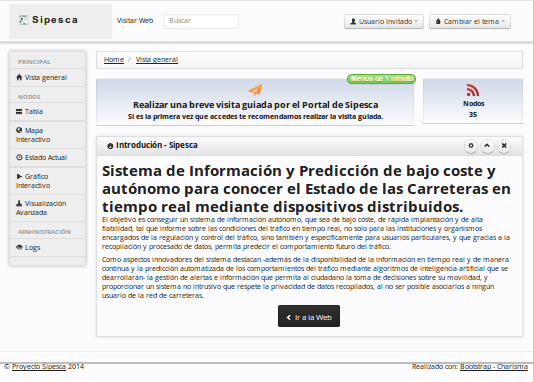 Sipesca
Visitar Web
Buscar
Usuario Invitado
Cambiar el tema
PRINCIPAL
Vista general
NODOS
Tabla
Mapa
Interactivo
Estado Actual
Gráfico
Interactivo
Visualización
Avanzada
ADMINISTRACIÓN
Logs
Home / Vista general
Menos de 1 minuto
Realizar una breve visita guiada por el Portal de Sipesca
Si es la primera vez que accedes te recomendamos realizar la visita guiada.
Nodos
35
Introdución - Sipesca
Sistema de Información y Predicción de bajo coste y
autónomo para conocer el Estado de las Carreteras en
tiempo real mediante dispositivos distribuidos.
El objetivo es conseguir un sistema de información autónomo, que sea de bajo coste, de rápida implantación y de alta
fiabilidad, tal que informe sobre las condiciones del tráfico en tiempo real, no solo para las instituciones y organismos
encargados de la regulación y control del tráfico, sino también y específicamente para usuarios particulares, y que gracias a la
recopilación y procesado de datos, permita predecir el comportamiento futuro del tráfico.
Como aspectos innovadores del sistema destacan -además de la disponibilidad de la información en tiempo real y de manera
continua y la predicción automatizada de los comportamientos del tráfico mediante algoritmos de inteligencia artificial que se
desarrollarán- la gestión de alertas e información que permita al ciudadano la toma de decisiones sobre su movilidad, y
proporcionar un sistema no intrusivo que respete la privacidad de datos recopilados, al no ser posible asociarlos a ningún
usuario de la red de carreteras.
Ir a la Web
© Proyecto Sipesca 2014
Realizado con: Bootstrap - Charisma